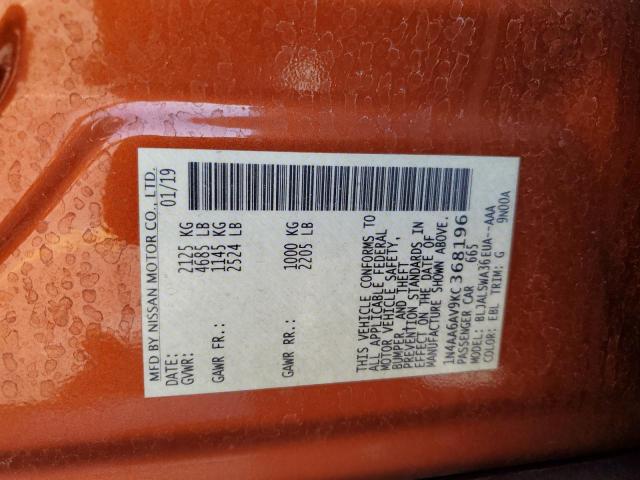 MFD BY NISSAN MOTOR CO., LTD.
DATE: 01/19
GVWR: 2125 KG
4685 LB
GAWR FR.: 1145 KG
2524 LB
GAWR RR.: 1000 KG
2205 LB
THIS VEHICLE CONFORMS TO
ALL APPLICABLE FEDERAL
MOTOR VEHICLE SAFETY,
BUMPER, AND THEFT
PREVENTION STANDARDS IN
EFFECT ON THE DATE OF
MANUFACTURE SHOWN ABOVE.
1N4AA6AV9KC368196
PASSENGER CAR 665
MODEL: BLJALSWA36EUA--AAA
COLOR: EBL TRIM: G 9N00A